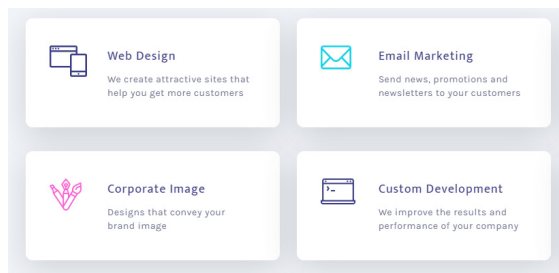 Web Design
We create attractive sites that
help you get more customers
Email Marketing
Send news, promotions and
newsletters to your customers
Corporate Image
Designs that convey your
brand image
Custom Development
We improve the results and
performance of your company